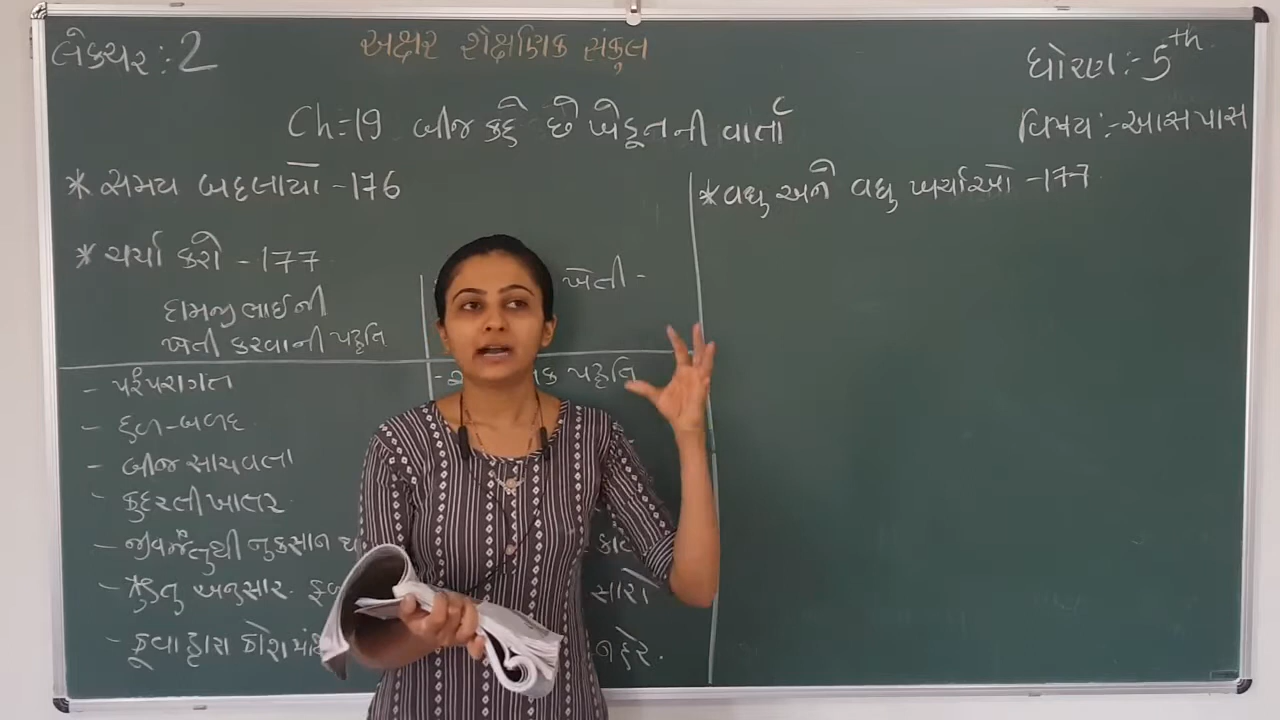 લેક્ચર : 2
અક્ષર શૈક્ષણિક સંકુલ
ધોરણ :- 5th
વિષય :- આસપાસ
Ch:-19 બીજ કહે છે ખેડૂતની વાર્તા
* સમય બદલાયો - 176
* ચર્ચા કરો - 177
દામજીભાઈની
ખેતી કરવાની પદ્ધતિ
- પરંપરાગત
- હળ-બળદ
- બીજ સાચવતા
- કુદરતી ખાતર
- જીવજંતુથી નુકસાન
- ઋતુ અનુસાર
- કૂવા દ્વારા કોશ
ખેતી -
પદ્ધતિ
સારો
નહેર.
* વધુ અને વધુ ખર્ચાઓ - 177